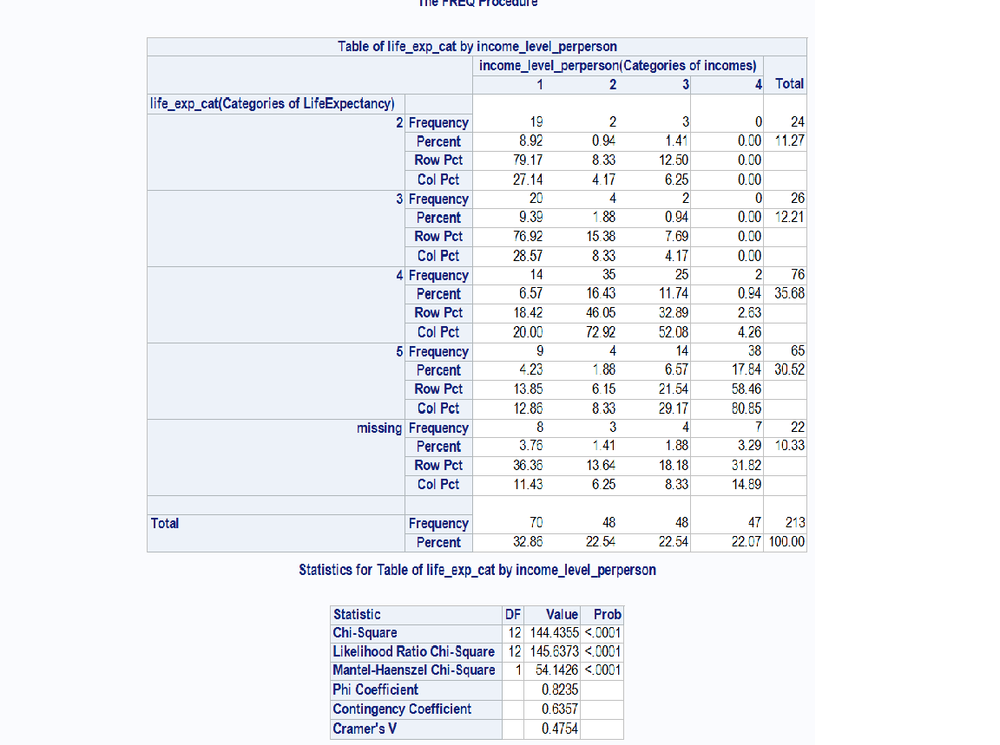 The FREQ Procedure
Table of life_exp_cat by income_level_perperson
income_level_perperson(Categories of incomes) Total
1 2 3 4
life_exp_cat(Categories of LifeExpectancy)
2 Frequency 19 2 3 0 24
Percent 8.92 0.94 1.41 0.00 11.27
Row Pct 79.17 8.33 12.50 0.00
Col Pct 27.14 4.17 6.25 0.00
3 Frequency 20 4 2 0 26
Percent 9.39 1.88 0.94 0.00 12.21
Row Pct 76.92 15.38 7.69 0.00
Col Pct 28.57 8.33 4.17 0.00
4 Frequency 14 35 25 2 76
Percent 6.57 16.43 11.74 0.94 35.68
Row Pct 18.42 46.05 32.89 2.63
Col Pct 20.00 72.92 52.08 4.26
5 Frequency 9 4 14 38 65
Percent 4.23 1.88 6.57 17.84 30.52
Row Pct 13.85 6.15 21.54 58.46
Col Pct 12.86 8.33 29.17 80.85
missing Frequency 8 3 4 7 22
Percent 3.76 1.41 1.88 3.29 10.33
Row Pct 36.36 13.64 18.18 31.82
Col Pct 11.43 6.25 8.33 14.89
Total Frequency 70 48 48 47 213
Percent 32.86 22.54 22.54 22.07 100.00
Statistics for Table of life_exp_cat by income_level_perperson
Statistic DF Value Prob
Chi-Square 12 144.4355 <.0001
Likelihood Ratio Chi-Square 12 145.6373 <.0001
Mantel-Haenszel Chi-Square 1 54.1426 <.0001
Phi Coefficient 0.8235
Contingency Coefficient 0.6357
Cramer's V 0.4754